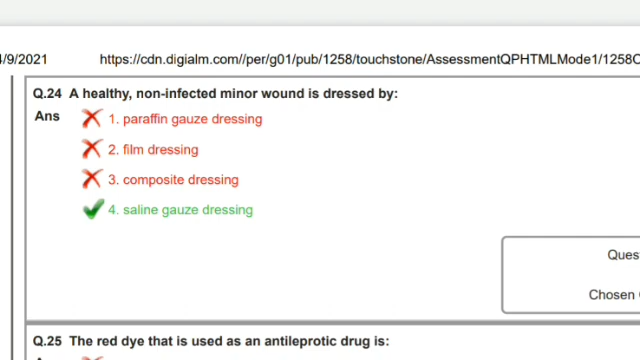 4/9/2021 https://cdn.digialm.com//per/g01/pub/1258/touchstone/AssessmentQPHTMLMode1/1258O
Q.24 A healthy, non-infected minor wound is dressed by:
Ans 1. paraffin gauze dressing
2. film dressing
3. composite dressing
4. saline gauze dressing
Ques
Chosen
Q.25 The red dye that is used as an antileprotic drug is: